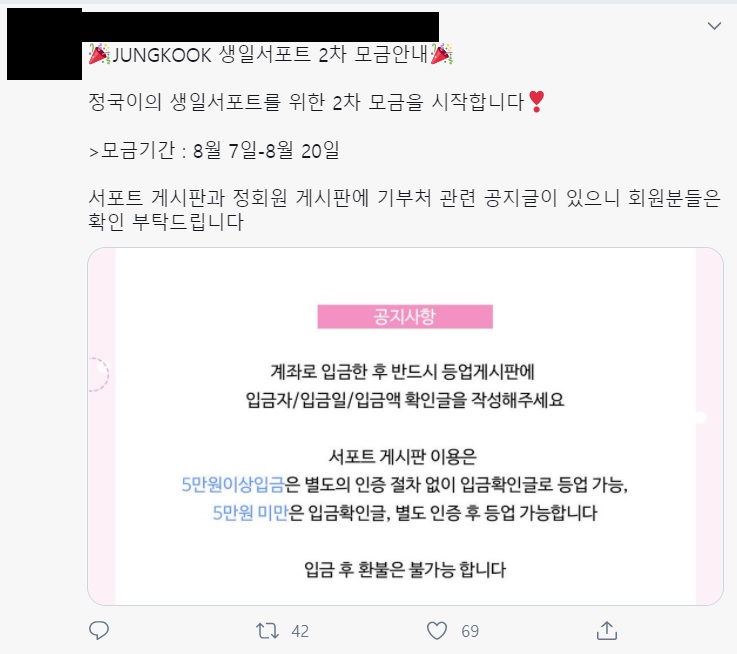 🎉JUNGKOOK 생일서포트 2차 모금안내🎉
정국이의 생일서포트를 위한 2차 모금을 시작합니다❣
>모금기간 : 8월 7일-8월 20일
서포트 게시판과 정회원 게시판에 기부처 관련 공지글이 있으니 회원분들은
확인 부탁드립니다
공지사항
계좌로 입금한 후 반드시 등업게시판에
입금자/입금일/입금액 확인글을 작성해주세요
서포트 게시판 이용은
5만원이상입금은 별도의 인증 절차 없이 입금확인글로 등업 가능,
5만원 미만은 입금확인글, 별도 인증 후 등업 가능합니다
입금 후 환불은 불가능 합니다
42
69